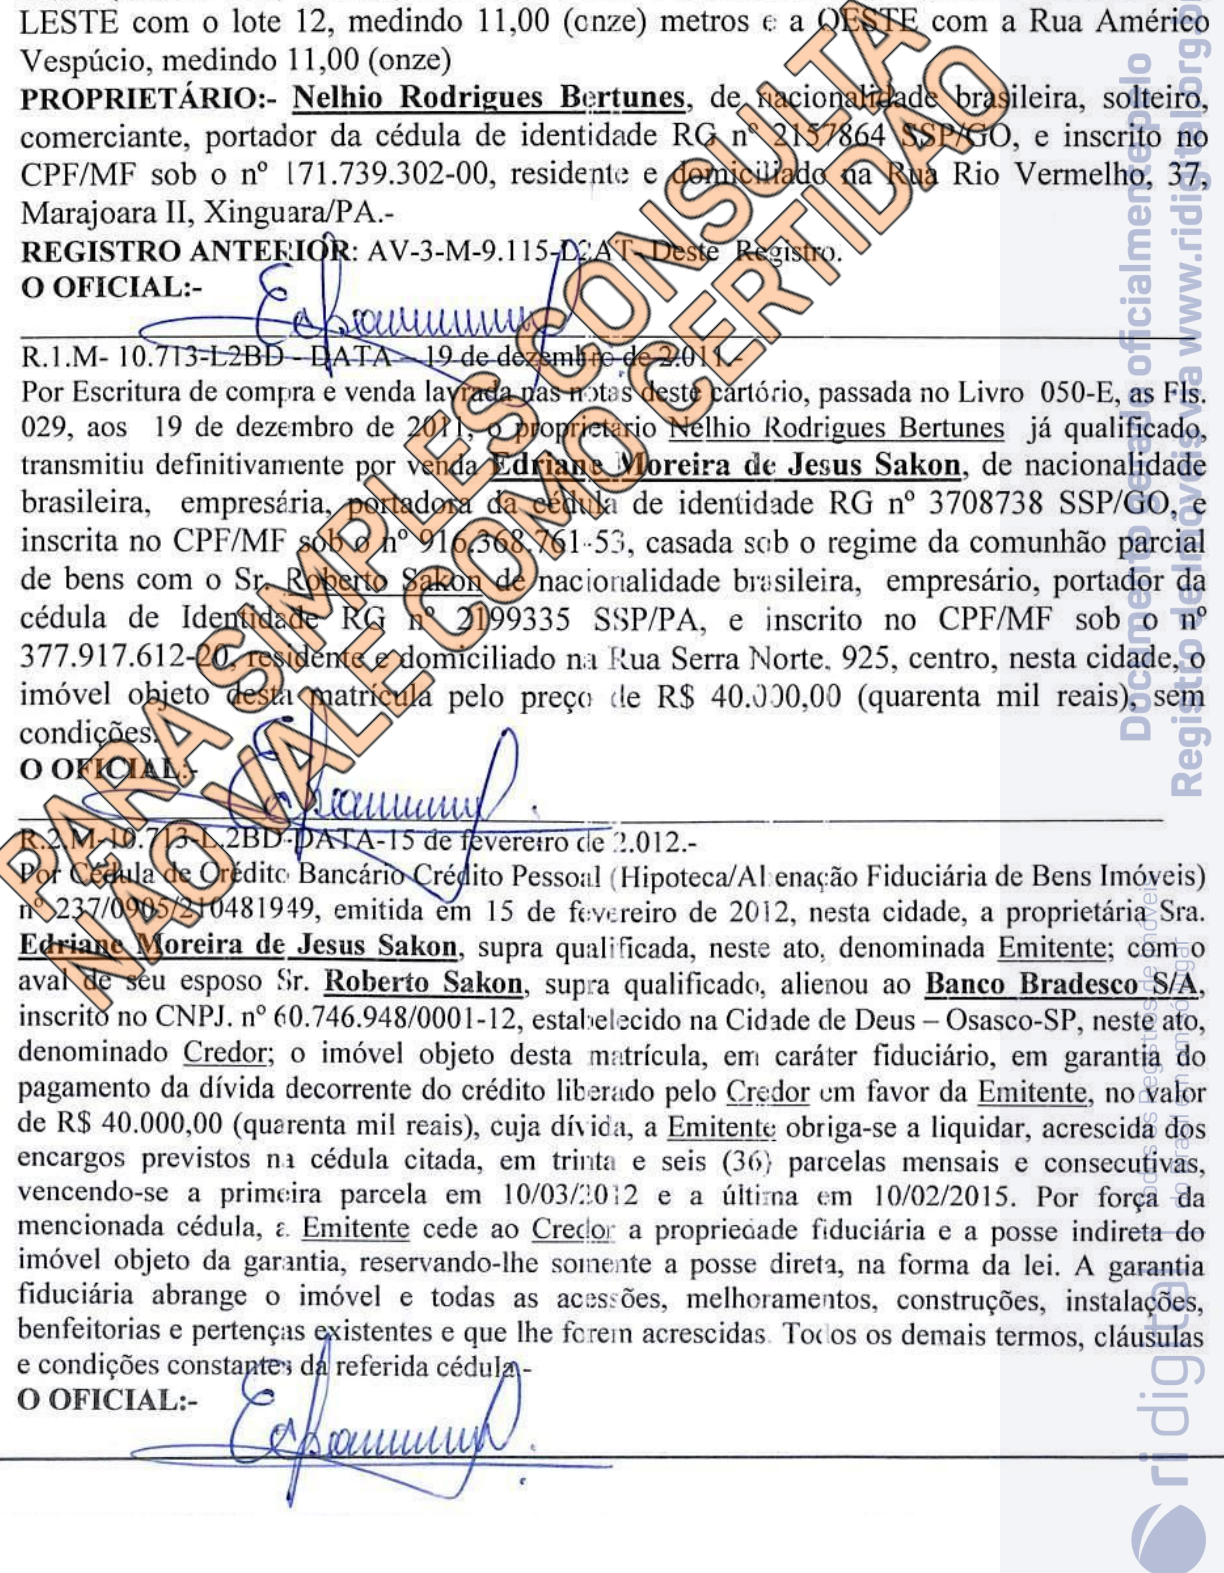 LESTE com o lote 12, medindo 11,00 (onze) metros e a OESTE com a Rua Américo
Vespúcio, medindo 11,00 (onze)
PROPRIETÁRIO:- Nelhio Rodrigues Bertunes, de nacionalidade brasileira, solteiro,
comerciante, portador da cédula de identidade RG nº 2157864 SSP/GO, e inscrito no
CPF/MF sob o nº 171.739.302-00, residente e domiciliado na Rua Rio Vermelho, 37,
Marajoara II, Xinguara/PA.-
REGISTRO ANTERIOR: AV-3-M-9.115-L2AT- Deste Registro.
O OFICIAL:-
R.1.M- 10.713-L2BD - DATA – 19 de dezembro de 2.011.-
Por Escritura de compra e venda lavrada nas notas deste cartório, passada no Livro 050-E, as Fls.
029, aos 19 de dezembro de 2011, o proprietário Nelhio Rodrigues Bertunes já qualificado,
transmitiu definitivamente por venda Edriane Moreira de Jesus Sakon, de nacionalidade
brasileira, empresária, portadora da cédula de identidade RG nº 3708738 SSP/GO, e
inscrita no CPF/MF sob o nº 916.368.761-53, casada sob o regime da comunhão parcial
de bens com o Sr. Roberto Sakon de nacionalidade brasileira, empresário, portador da
cédula de Identidade RG nº 2199335 SSP/PA, e inscrito no CPF/MF sob o nº
377.917.612-20, residente e domiciliado na Rua Serra Norte, 925, centro, nesta cidade, o
imóvel objeto desta matrícula pelo preço de R$ 40.000,00 (quarenta mil reais), sem
condições.
O OFICIAL:-
R.2.M-10.713-L.2BD-DATA-15 de fevereiro de 2.012.-
Por Cédula de Crédito Bancário Crédito Pessoal (Hipoteca/Alienação Fiduciária de Bens Imóveis)
nº 237/0905/210481949, emitida em 15 de fevereiro de 2012, nesta cidade, a proprietária Sra.
Edriane Moreira de Jesus Sakon, supra qualificada, neste ato, denominada Emitente; com o
aval de seu esposo Sr. Roberto Sakon, supra qualificado, alienou ao Banco Bradesco S/A,
inscrito no CNPJ. nº 60.746.948/0001-12, estabelecido na Cidade de Deus – Osasco-SP, neste ato,
denominado Credor; o imóvel objeto desta matrícula, em caráter fiduciário, em garantia do
pagamento da dívida decorrente do crédito liberado pelo Credor em favor da Emitente, no valor
de R$ 40.000,00 (quarenta mil reais), cuja dívida, a Emitente obriga-se a liquidar, acrescida dos
encargos previstos na cédula citada, em trinta e seis (36) parcelas mensais e consecutivas,
vencendo-se a primeira parcela em 10/03/2012 e a última em 10/02/2015. Por força da
mencionada cédula, a Emitente cede ao Credor a propriedade fiduciária e a posse indireta do
imóvel objeto da garantia, reservando-lhe somente a posse direta, na forma da lei. A garantia
fiduciária abrange o imóvel e todas as acessões, melhoramentos, construções, instalações,
benfeitorias e pertenças existentes e que lhe forem acrescidas. Todos os demais termos, cláusulas
e condições constantes da referida cédula.-
O OFICIAL:-
PARA SIMPLES CONSULTA
NÃO VALE COMO CERTIDÃO
Documento gerado oficialmente pelo
Registro de Imóveis via www.ridigital.org
ri digital